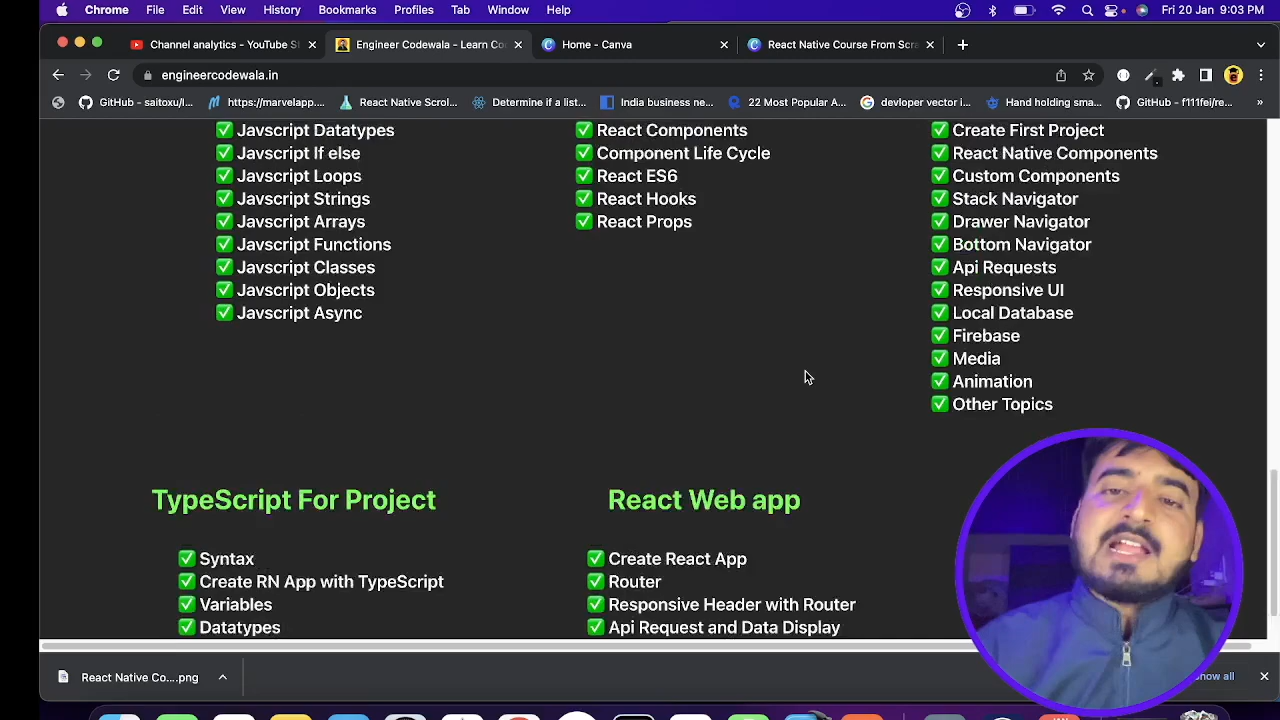 Chrome File Edit View History Bookmarks Profiles Tab Window Help Fri 20 Jan 9:03 PM
Channel analytics - YouTube St Engineer Codewala - Learn Co Home - Canva React Native Course From Scra
engineercodewala.in
GitHub - saitoxu/I... https://marvelapp.... React Native Scrol... Determine if a list... India business ne... 22 Most Popular A... devloper vector i... Hand holding sma... GitHub - f111fei/re... »
Javscript Datatypes
Javscript If else
Javscript Loops
Javscript Strings
Javscript Arrays
Javscript Functions
Javscript Classes
Javscript Objects
Javscript Async
React Components
Component Life Cycle
React ES6
React Hooks
React Props
Create First Project
React Native Components
Custom Components
Stack Navigator
Drawer Navigator
Bottom Navigator
Api Requests
Responsive UI
Local Database
Firebase
Media
Animation
Other Topics
TypeScript For Project
Syntax
Create RN App with TypeScript
Variables
Datatypes
React Web app
Create React App
Router
Responsive Header with Router
Api Request and Data Display
React Native Co....png
how all